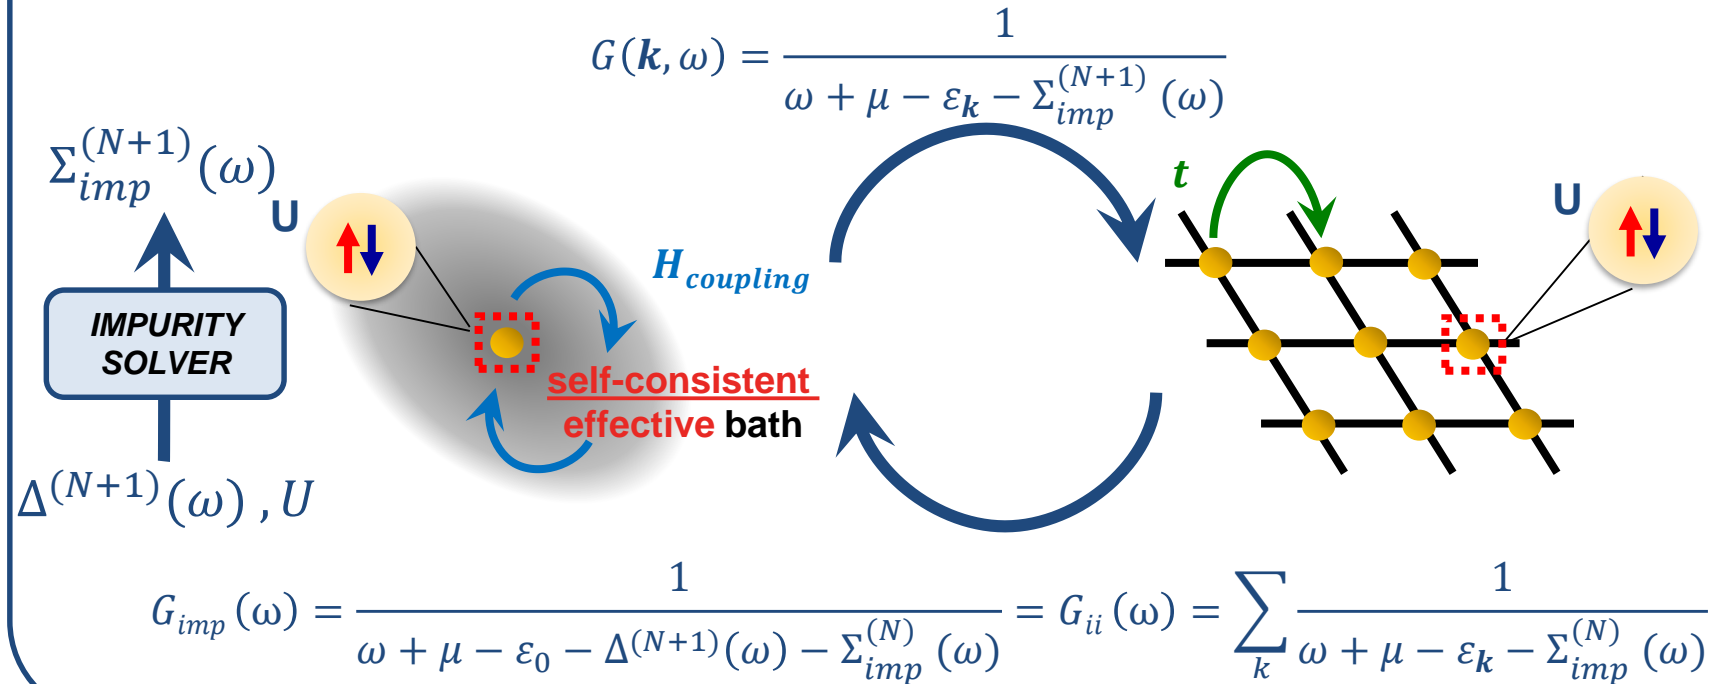 G(𝒌, ω) = 1 / (ω + μ − ε_𝒌 − Σ_imp^(N+1) (ω))
Σ_imp^(N+1) (ω)
U
t
U
H_coupling
IMPURITY
SOLVER
self-consistent
effective bath
Δ^(N+1)(ω) , U
G_imp (ω) = 1 / (ω + μ − ε_0 − Δ^(N+1)(ω) − Σ_imp^(N) (ω)) = G_ii (ω) = ∑_k 1 / (ω + μ − ε_𝒌 − Σ_imp^(N) (ω))